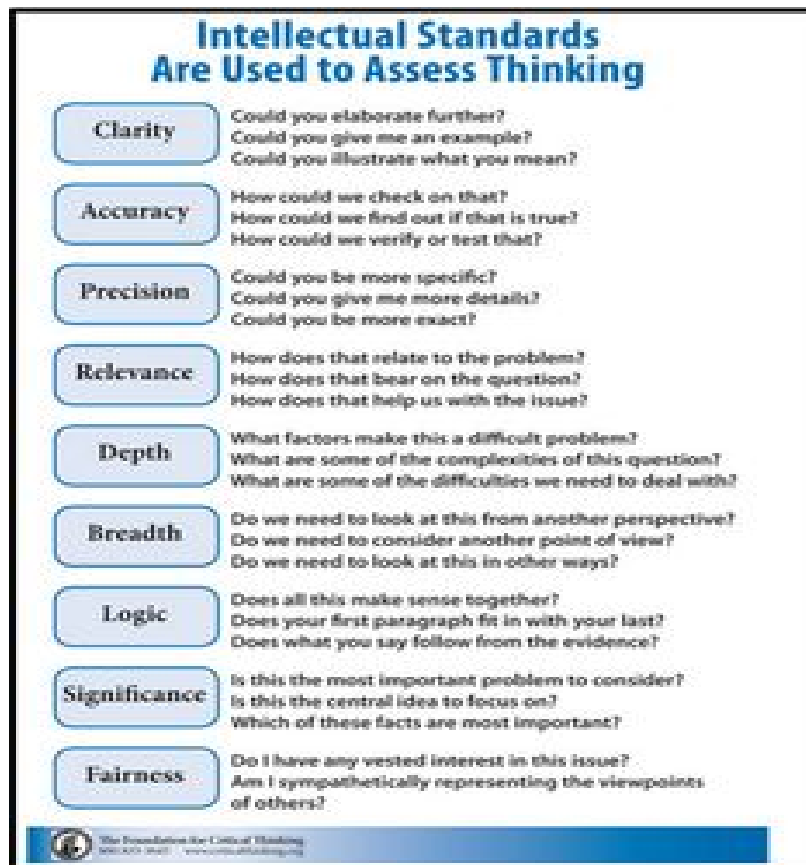 Intellectual Standards
Are Used to Assess Thinking
Clarity
Could you elaborate further?
Could you give me an example?
Could you illustrate what you mean?
Accuracy
How could we check on that?
How could we find out if that is true?
How could we verify or test that?
Precision
Could you be more specific?
Could you give me more details?
Could you be more exact?
Relevance
How does that relate to the problem?
How does that bear on the question?
How does that help us with the issue?
Depth
What factors make this a difficult problem?
What are some of the complexities of this question?
What are some of the difficulties we need to deal with?
Breadth
Do we need to look at this from another perspective?
Do we need to consider another point of view?
Do we need to look at this in other ways?
Logic
Does all this make sense together?
Does your first paragraph fit in with your last?
Does what you say follow from the evidence?
Significance
Is this the most important problem to consider?
Is this the central idea to focus on?
Which of these facts are most important?
Fairness
Do I have any vested interest in this issue?
Am I sympathetically representing the viewpoints
of others?
The Foundation for Critical Thinking
www.criticalthinking.org